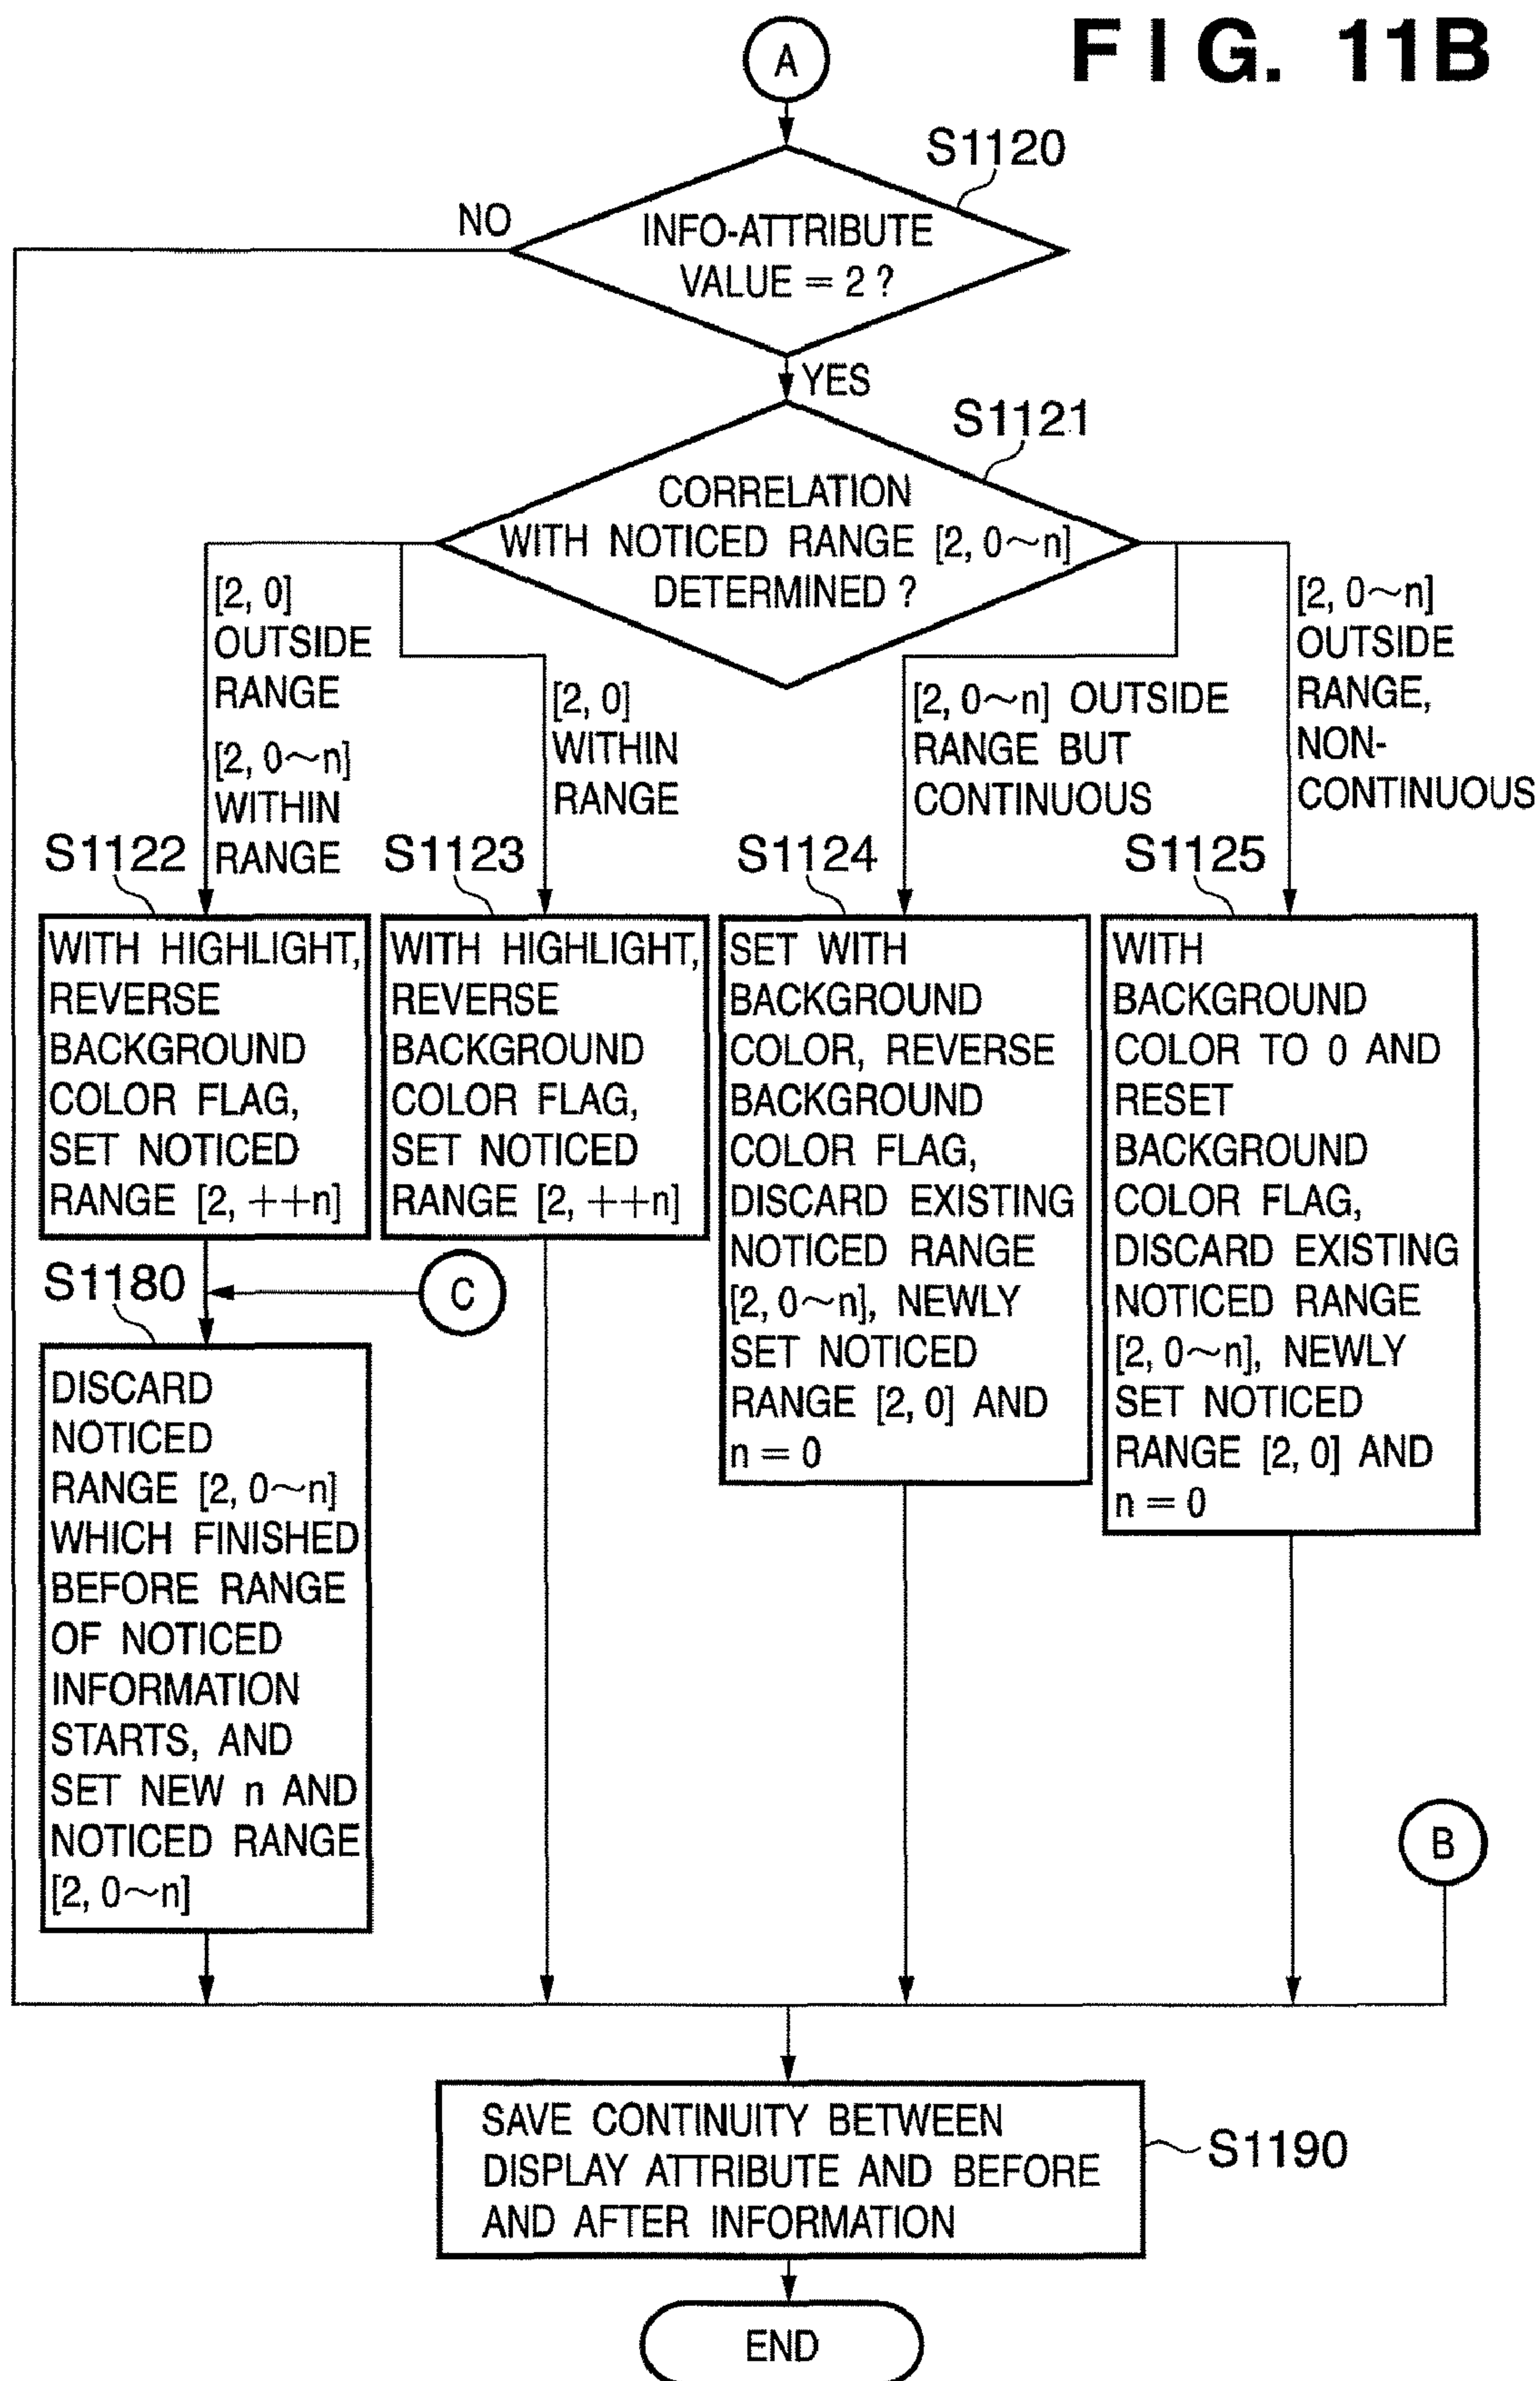 FIG. 11B
A
S1120
INFO-ATTRIBUTE
VALUE = 2 ?
NO
YES
S1121
CORRELATION
WITH NOTICED RANGE [2, 0~n]
DETERMINED ?
[2, 0]
OUTSIDE
RANGE
[2, 0~n]
WITHIN
RANGE
[2, 0]
WITHIN
RANGE
[2, 0~n] OUTSIDE
RANGE BUT
CONTINUOUS
[2, 0~n]
OUTSIDE
RANGE,
NON-
CONTINUOUS
S1122
WITH HIGHLIGHT,
REVERSE
BACKGROUND
COLOR FLAG,
SET NOTICED
RANGE [2, ++n]
S1123
WITH HIGHLIGHT,
REVERSE
BACKGROUND
COLOR FLAG,
SET NOTICED
RANGE [2, ++n]
S1124
SET WITH
BACKGROUND
COLOR, REVERSE
BACKGROUND
COLOR FLAG,
DISCARD EXISTING
NOTICED RANGE
[2, 0~n], NEWLY
SET NOTICED
RANGE [2, 0] AND
n = 0
S1125
WITH
BACKGROUND
COLOR TO 0 AND
RESET
BACKGROUND
COLOR FLAG,
DISCARD EXISTING
NOTICED RANGE
[2, 0~n], NEWLY
SET NOTICED
RANGE [2, 0] AND
n = 0
C
S1180
DISCARD
NOTICED
RANGE [2, 0~n]
WHICH FINISHED
BEFORE RANGE
OF NOTICED
INFORMATION
STARTS, AND
SET NEW n AND
NOTICED RANGE
[2, 0~n]
B
SAVE CONTINUITY BETWEEN
DISPLAY ATTRIBUTE AND BEFORE
AND AFTER INFORMATION
S1190
END